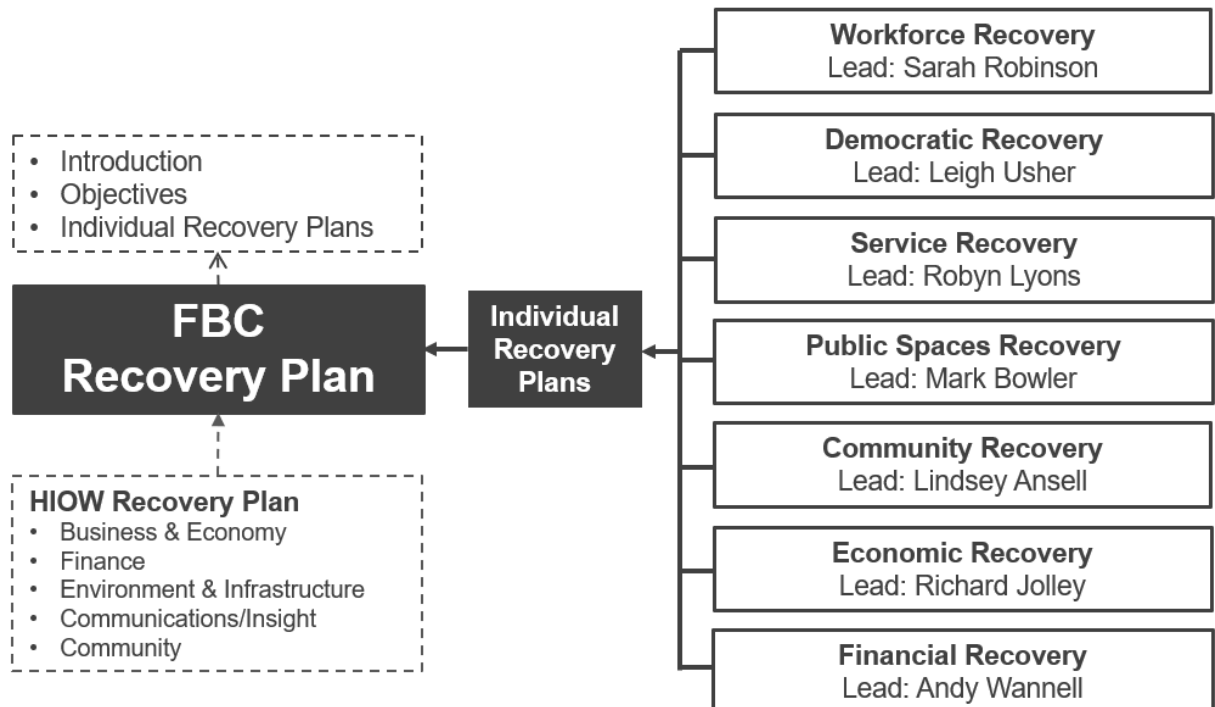 • Introduction
• Objectives
• Individual Recovery Plans
FBC
Recovery Plan
HIOW Recovery Plan
• Business & Economy
• Finance
• Environment & Infrastructure
• Communications/Insight
• Community
Individual
Recovery
Plans
Workforce Recovery
Lead: Sarah Robinson
Democratic Recovery
Lead: Leigh Usher
Service Recovery
Lead: Robyn Lyons
Public Spaces Recovery
Lead: Mark Bowler
Community Recovery
Lead: Lindsey Ansell
Economic Recovery
Lead: Richard Jolley
Financial Recovery
Lead: Andy Wannell